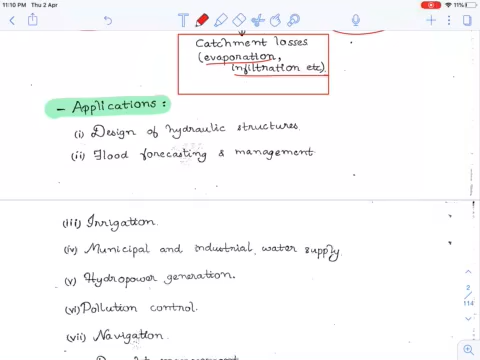 11:10 PM Thu 2 Apr
11%
Catchment losses
(evaporation,
infiltration etc)
- Applications:
(i) Design of hydraulic structures.
(ii) Flood forecasting & management.
(iii) Irrigation.
(iv) Municipal and industrial water supply.
(v) Hydropower generation.
(vi) Pollution control.
(vii) Navigation.
2
114